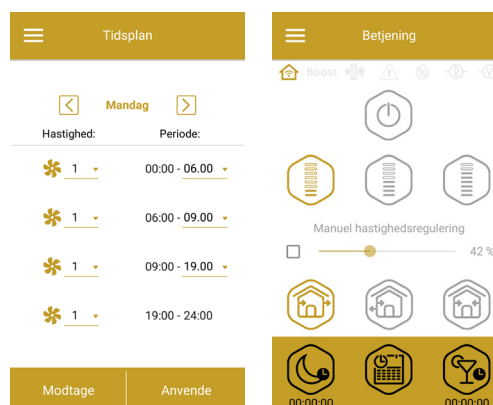 Tidsplan
Mandag
Hastighed: Periode:
1 00:00 - 06.00
1 06:00 - 09.00
1 09:00 - 19.00
1 19:00 - 24:00
Modtage Anvende
Betjening
Boost
Manuel hastighedsregulering
42 %
00:00:00 00:00:00